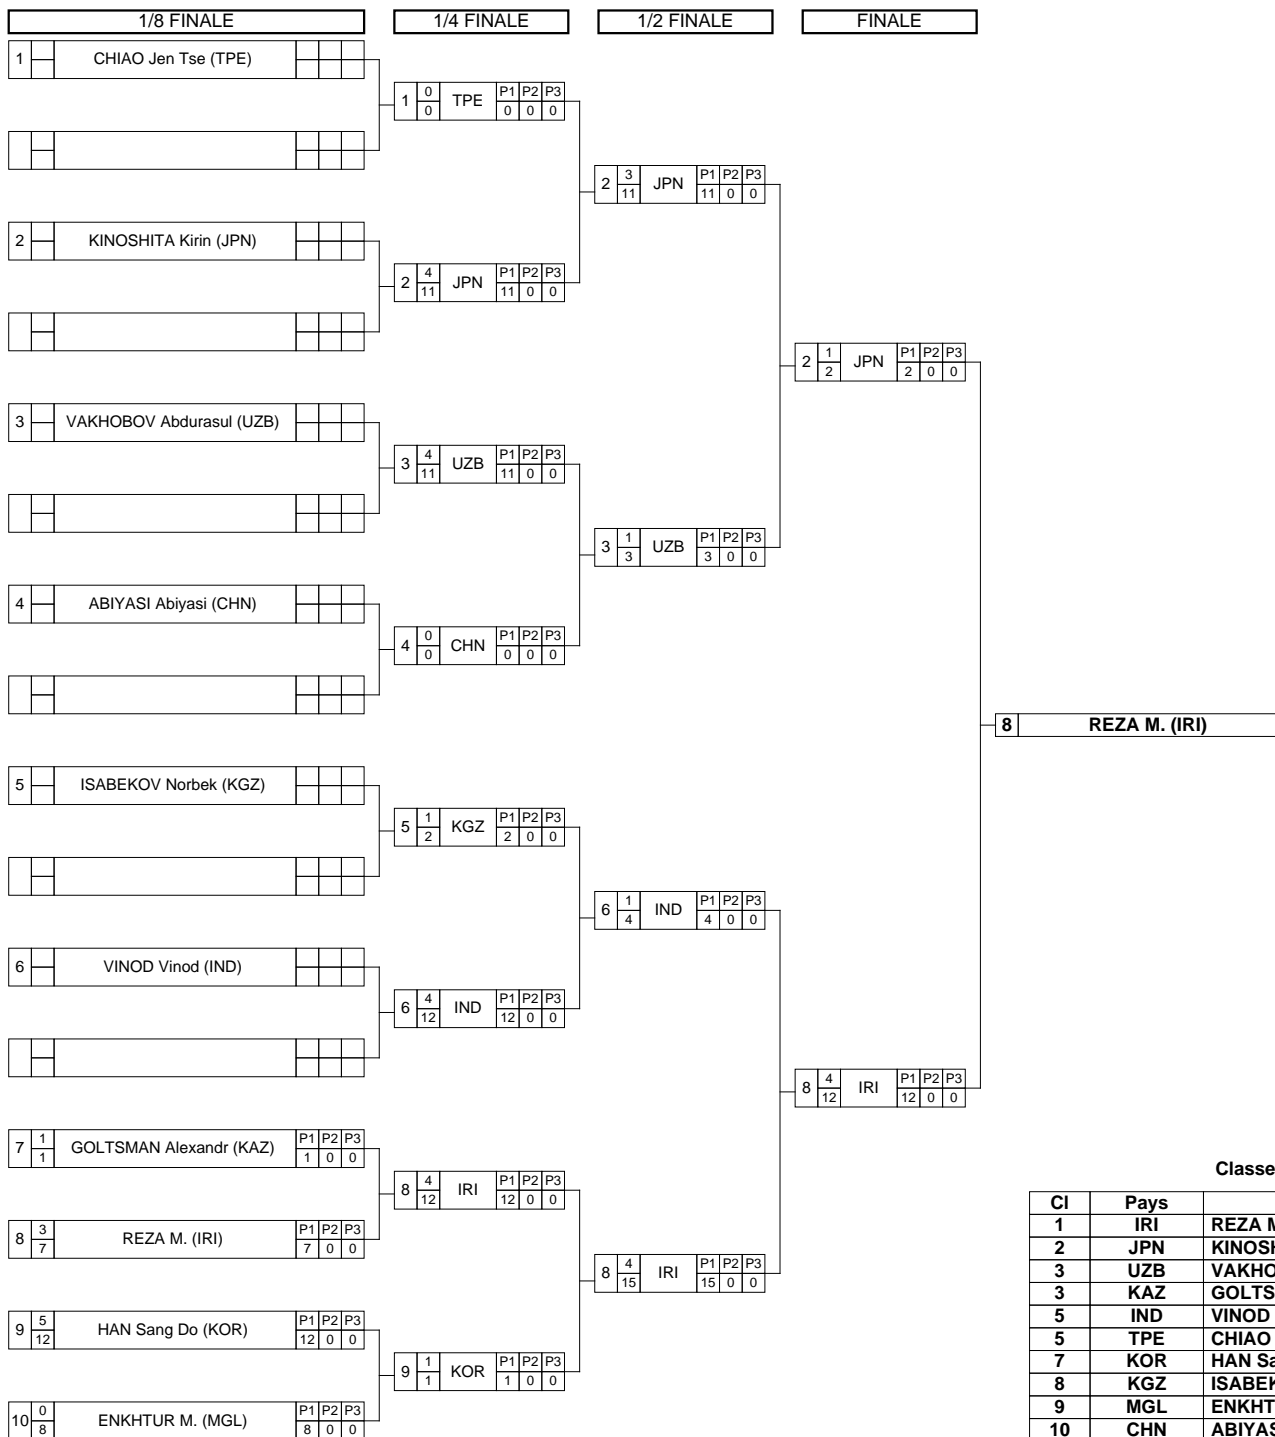 1/8 FINALE 1/4 FINALE 1/2 FINALE FINALE
1 CHIAO Jen Tse (TPE)
1 0 TPE P1 P2 P3
0 0 0 0
2 3 JPN P1 P2 P3
11 11 0 0
2 KINOSHITA Kirin (JPN)
2 4 JPN P1 P2 P3
11 11 0 0
2 1 JPN P1 P2 P3
2 2 0 0
3 VAKHOBOV Abdurasul (UZB)
3 4 UZB P1 P2 P3
11 11 0 0
3 1 UZB P1 P2 P3
3 3 0 0
4 ABIYASI Abiyasi (CHN)
4 0 CHN P1 P2 P3
0 0 0 0
8 REZA M. (IRI)
5 ISABEKOV Norbek (KGZ)
5 1 KGZ P1 P2 P3
2 2 0 0
6 1 IND P1 P2 P3
4 4 0 0
6 VINOD Vinod (IND)
6 4 IND P1 P2 P3
12 12 0 0
8 4 IRI P1 P2 P3
12 12 0 0
7 1 GOLTSMAN Alexandr (KAZ) P1 P2 P3
1 1 0 0
8 4 IRI P1 P2 P3
12 12 0 0
8 3 REZA M. (IRI) P1 P2 P3
7 7 0 0
8 4 IRI P1 P2 P3
15 15 0 0
9 5 HAN Sang Do (KOR) P1 P2 P3
12 12 0 0
9 1 KOR P1 P2 P3
1 1 0 0
10 0 ENKHTUR M. (MGL) P1 P2 P3
8 8 0 0
Classe
Cl Pays
1 IRI REZA M
2 JPN KINOSH
3 UZB VAKHO
3 KAZ GOLTS
5 IND VINOD
5 TPE CHIAO
7 KOR HAN Sa
8 KGZ ISABEK
9 MGL ENKHT
10 CHN ABIYAS